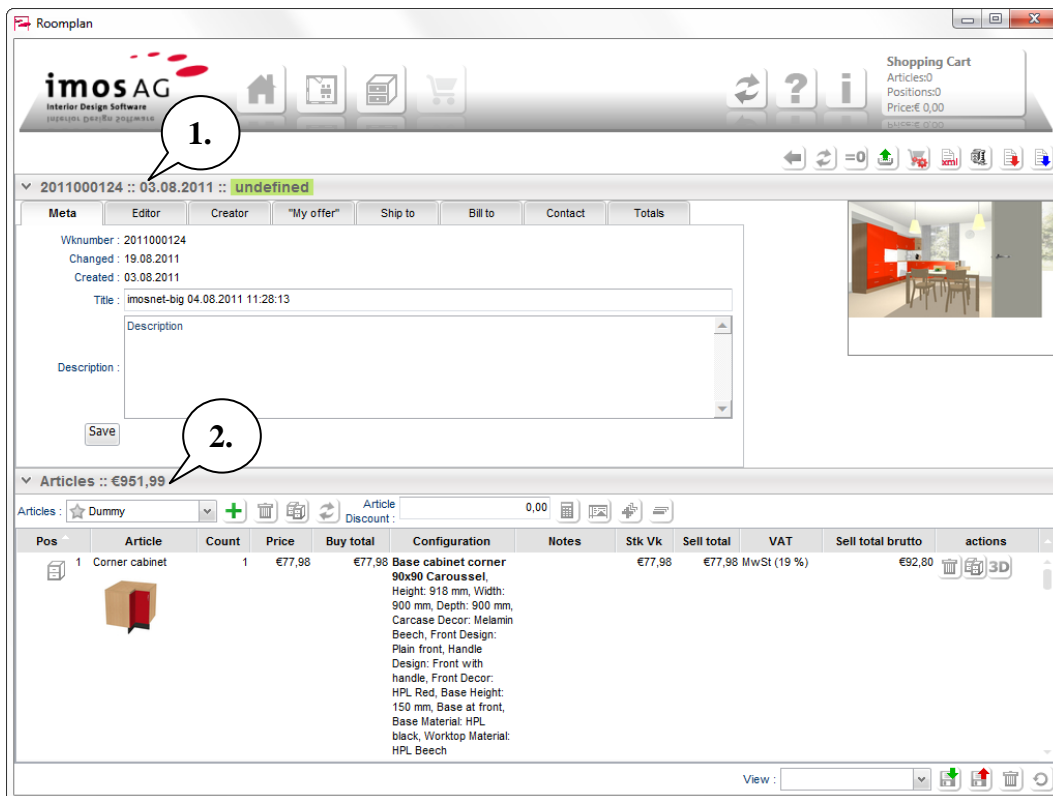 Roomplan
imos AG
Interior Design Software
Shopping Cart
Articles:0
Positions:0
Price:€ 0,00
1.
=0
xml
2011000124 :: 03.08.2011 :: undefined
Meta Editor Creator "My offer" Ship to Bill to Contact Totals
Wknumber : 2011000124
Changed : 19.08.2011
Created : 03.08.2011
Title : imosnet-big 04.08.2011 11:28:13
Description
Description :
Save
2.
Articles :: €951,99
Articles : Dummy
Article
Discount : 0,00
Pos Article Count Price Buy total Configuration Notes Stk Vk Sell total VAT Sell total brutto actions
1 Corner cabinet 1 €77,98 €77,98 Base cabinet corner €77,98 €77,98 MwSt (19 %) €92,80 3D
90x90 Caroussel,
Height: 918 mm, Width:
900 mm, Depth: 900 mm,
Carcase Decor: Melamin
Beech, Front Design:
Plain front, Handle
Design: Front with
handle, Front Decor:
HPL Red, Base Height:
150 mm, Base at front,
Base Material: HPL
black, Worktop Material:
HPL Beech
View :